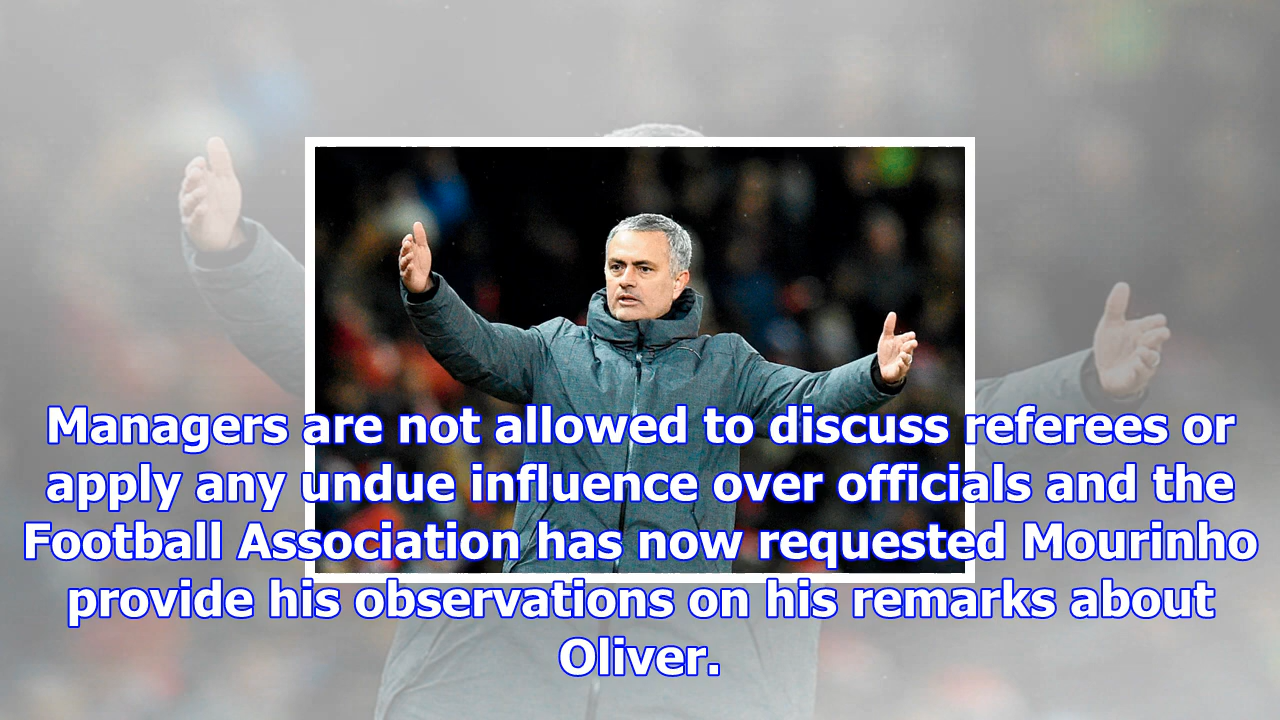 Managers are not allowed to discuss referees or
apply any undue influence over officials and the
Football Association has now requested Mourinho
provide his observations on his remarks about
Oliver.